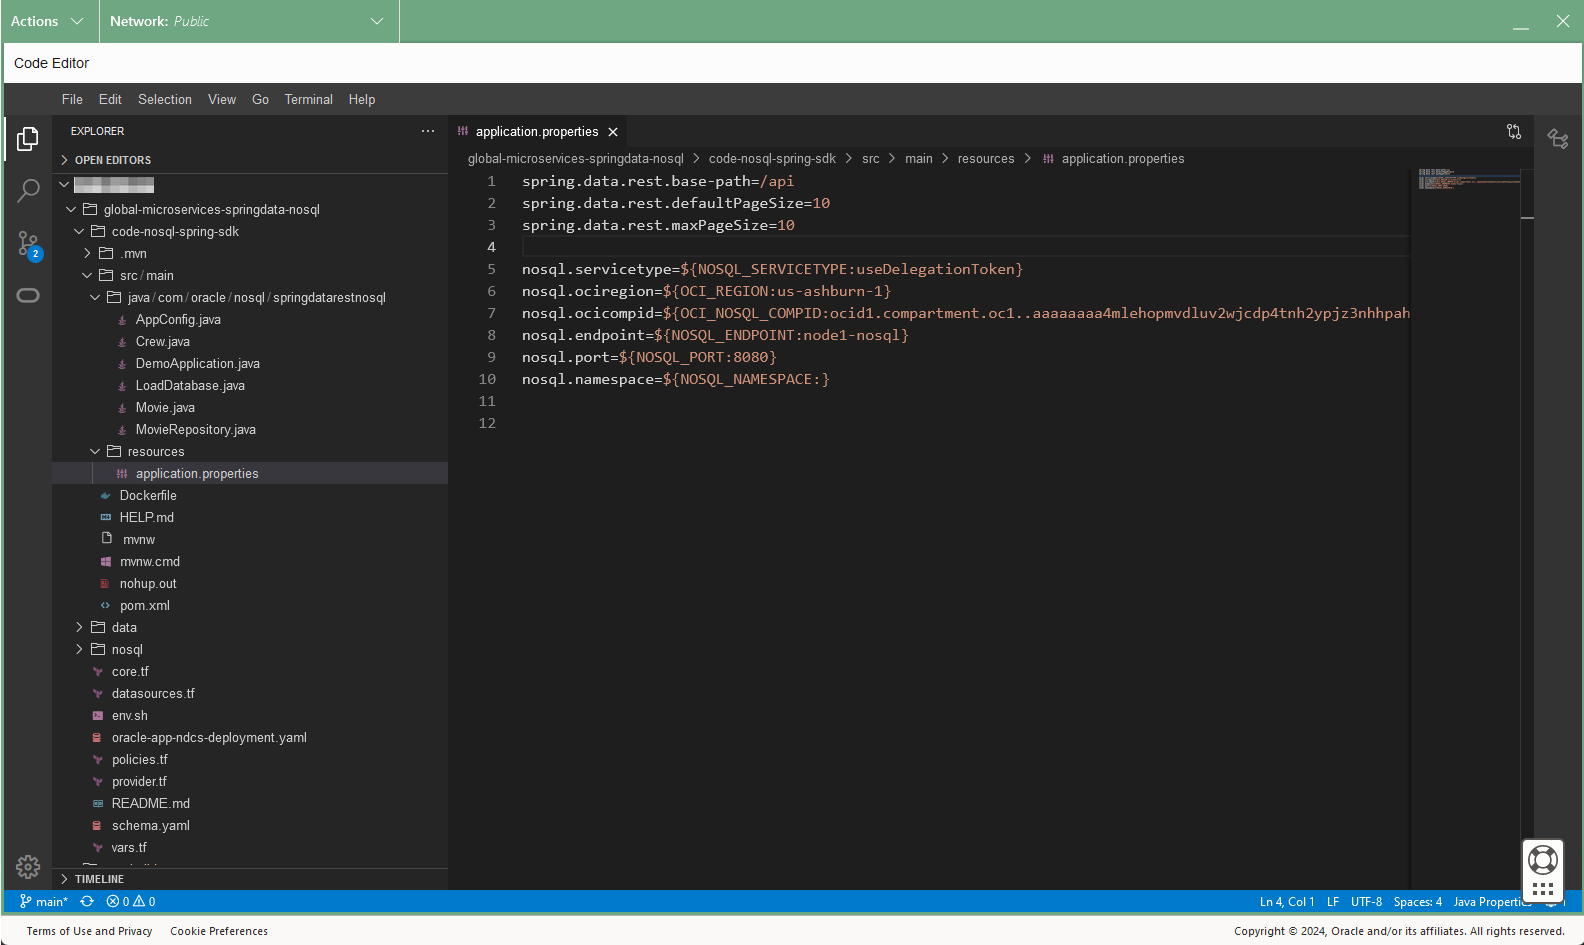 Actions
Network: Public
Code Editor
File Edit Selection View Go Terminal Help
EXPLORER
OPEN EDITORS
global-microservices-springdata-nosql
code-nosql-spring-sdk
.mvn
src/main
java/com/oracle/nosql/springdatarestnosql
AppConfig.java
Crew.java
DemoApplication.java
LoadDatabase.java
Movie.java
MovieRepository.java
resources
application.properties
Dockerfile
HELP.md
mvnw
mvnw.cmd
nohup.out
pom.xml
data
nosql
core.tf
datasources.tf
env.sh
oracle-app-ndcs-deployment.yaml
policies.tf
provider.tf
README.md
schema.yaml
vars.tf
TIMELINE
2
application.properties
global-microservices-springdata-nosql > code-nosql-spring-sdk > src > main > resources > application.properties
1 spring.data.rest.base-path=/api
2 spring.data.rest.defaultPageSize=10
3 spring.data.rest.maxPageSize=10
4
5 nosql.servicetype=${NOSQL_SERVICETYPE:useDelegationToken}
6 nosql.ociregion=${OCI_REGION:us-ashburn-1}
7 nosql.ocicompid=${OCI_NOSQL_COMPID:ocid1.compartment.oc1..aaaaaaaa4mlehopmvdluv2wjcdp4tnh2ypjz3nhhpah
8 nosql.endpoint=${NOSQL_ENDPOINT:node1-nosql}
9 nosql.port=${NOSQL_PORT:8080}
10 nosql.namespace=${NOSQL_NAMESPACE:}
11
12
main* 0 0
Ln 4, Col 1 LF UTF-8 Spaces: 4 Java Properties
Terms of Use and Privacy Cookie Preferences
Copyright © 2024, Oracle and/or its affiliates. All rights reserved.